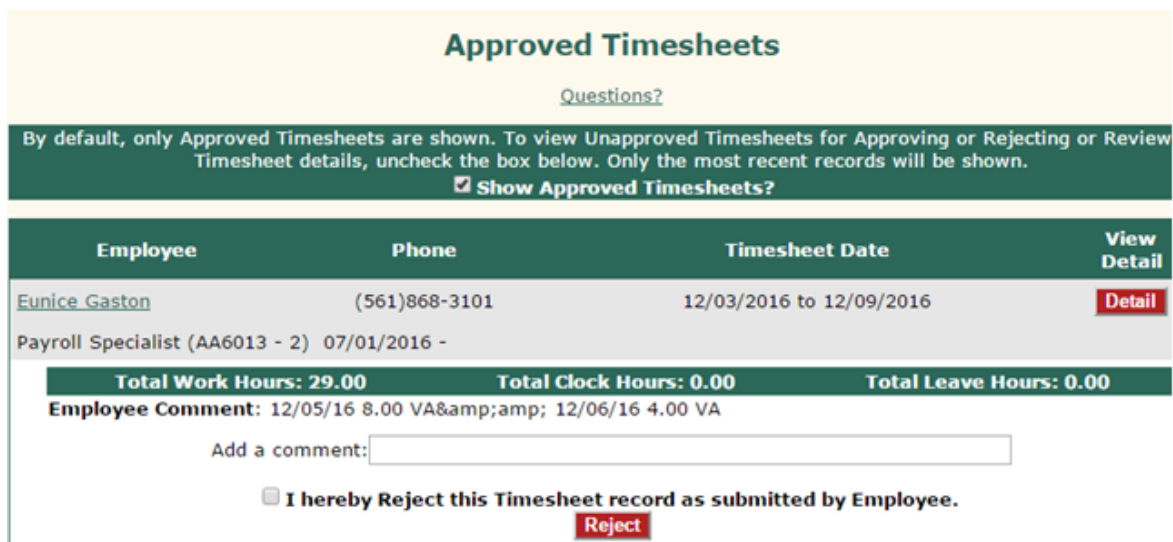 Approved Timesheets
Questions?
By default, only Approved Timesheets are shown. To view Unapproved Timesheets for Approving or Rejecting or Review
Timesheet details, uncheck the box below. Only the most recent records will be shown.
Show Approved Timesheets?
Employee Phone Timesheet Date View Detail
Eunice Gaston (561)868-3101 12/03/2016 to 12/09/2016 Detail
Payroll Specialist (AA6013 - 2) 07/01/2016 -
Total Work Hours: 29.00 Total Clock Hours: 0.00 Total Leave Hours: 0.00
Employee Comment: 12/05/16 8.00 VA&amp;amp; 12/06/16 4.00 VA
Add a comment:
I hereby Reject this Timesheet record as submitted by Employee.
Reject